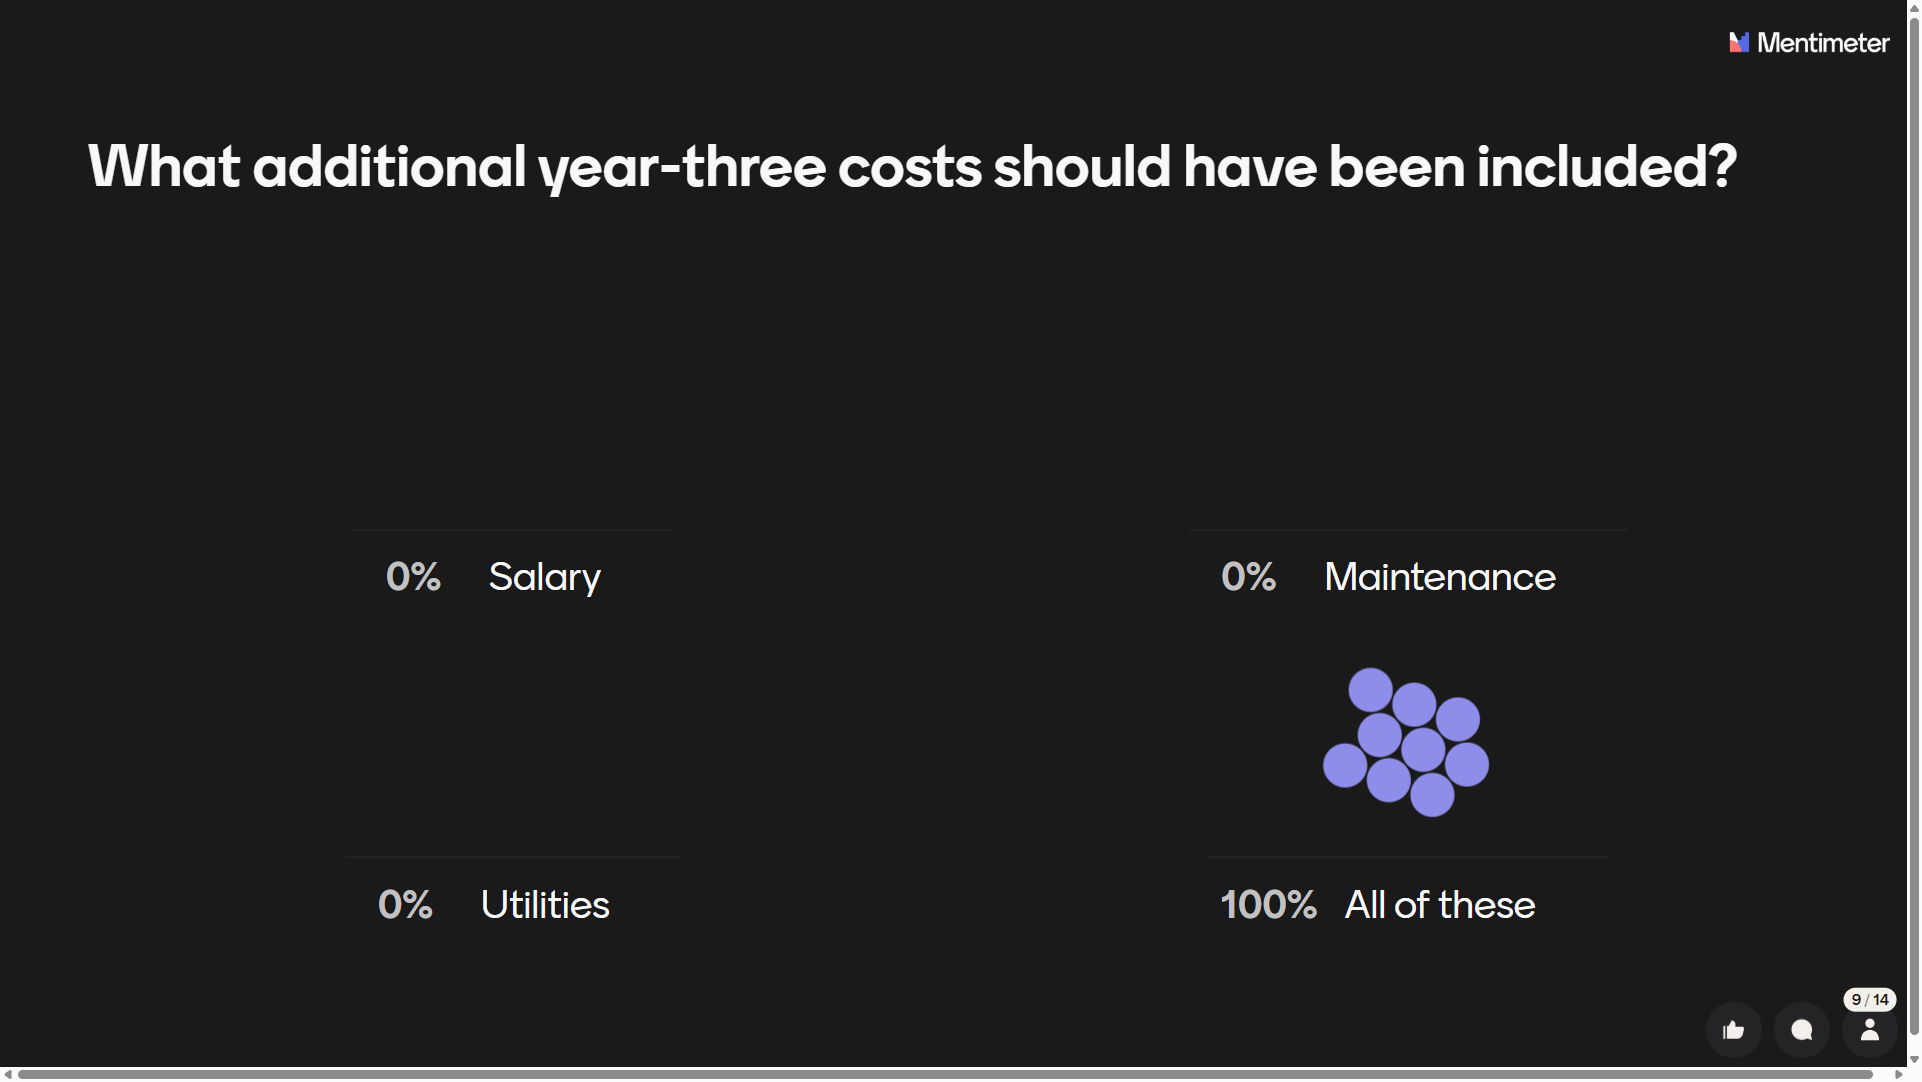 Mentimeter
What additional year-three costs should have been included?
0% Salary
0% Maintenance
0% Utilities
100% All of these
9 / 14